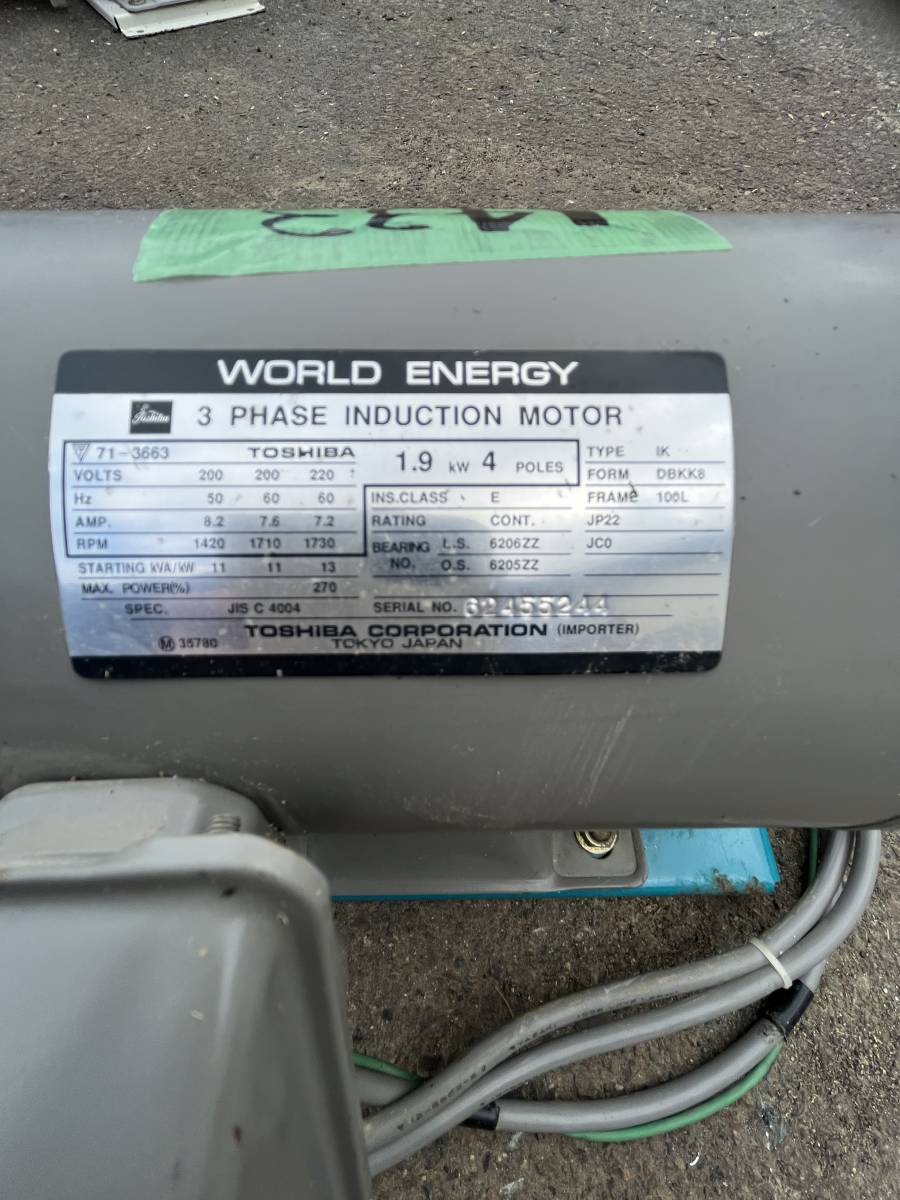 WORLD ENERGY
Toshiba 3 PHASE INDUCTION MOTOR
71-3663 TOSHIBA 1.9 kW 4 POLES TYPE IK
VOLTS 200 200 220 FORM DBKK8
Hz 50 60 60 INS.CLASS E FRAME 100L
AMP. 8.2 7.6 7.2 RATING CONT. JP22
RPM 1420 1710 1730 BEARING L.S. 6206ZZ JC0
STARTING kVA/kW 11 11 13 NO. O.S. 6205ZZ
MAX. POWER(%) 270
SPEC. JIS C 4004 SERIAL NO. 62455244
TOSHIBA CORPORATION (IMPORTER)
M 35780 TOKYO JAPAN